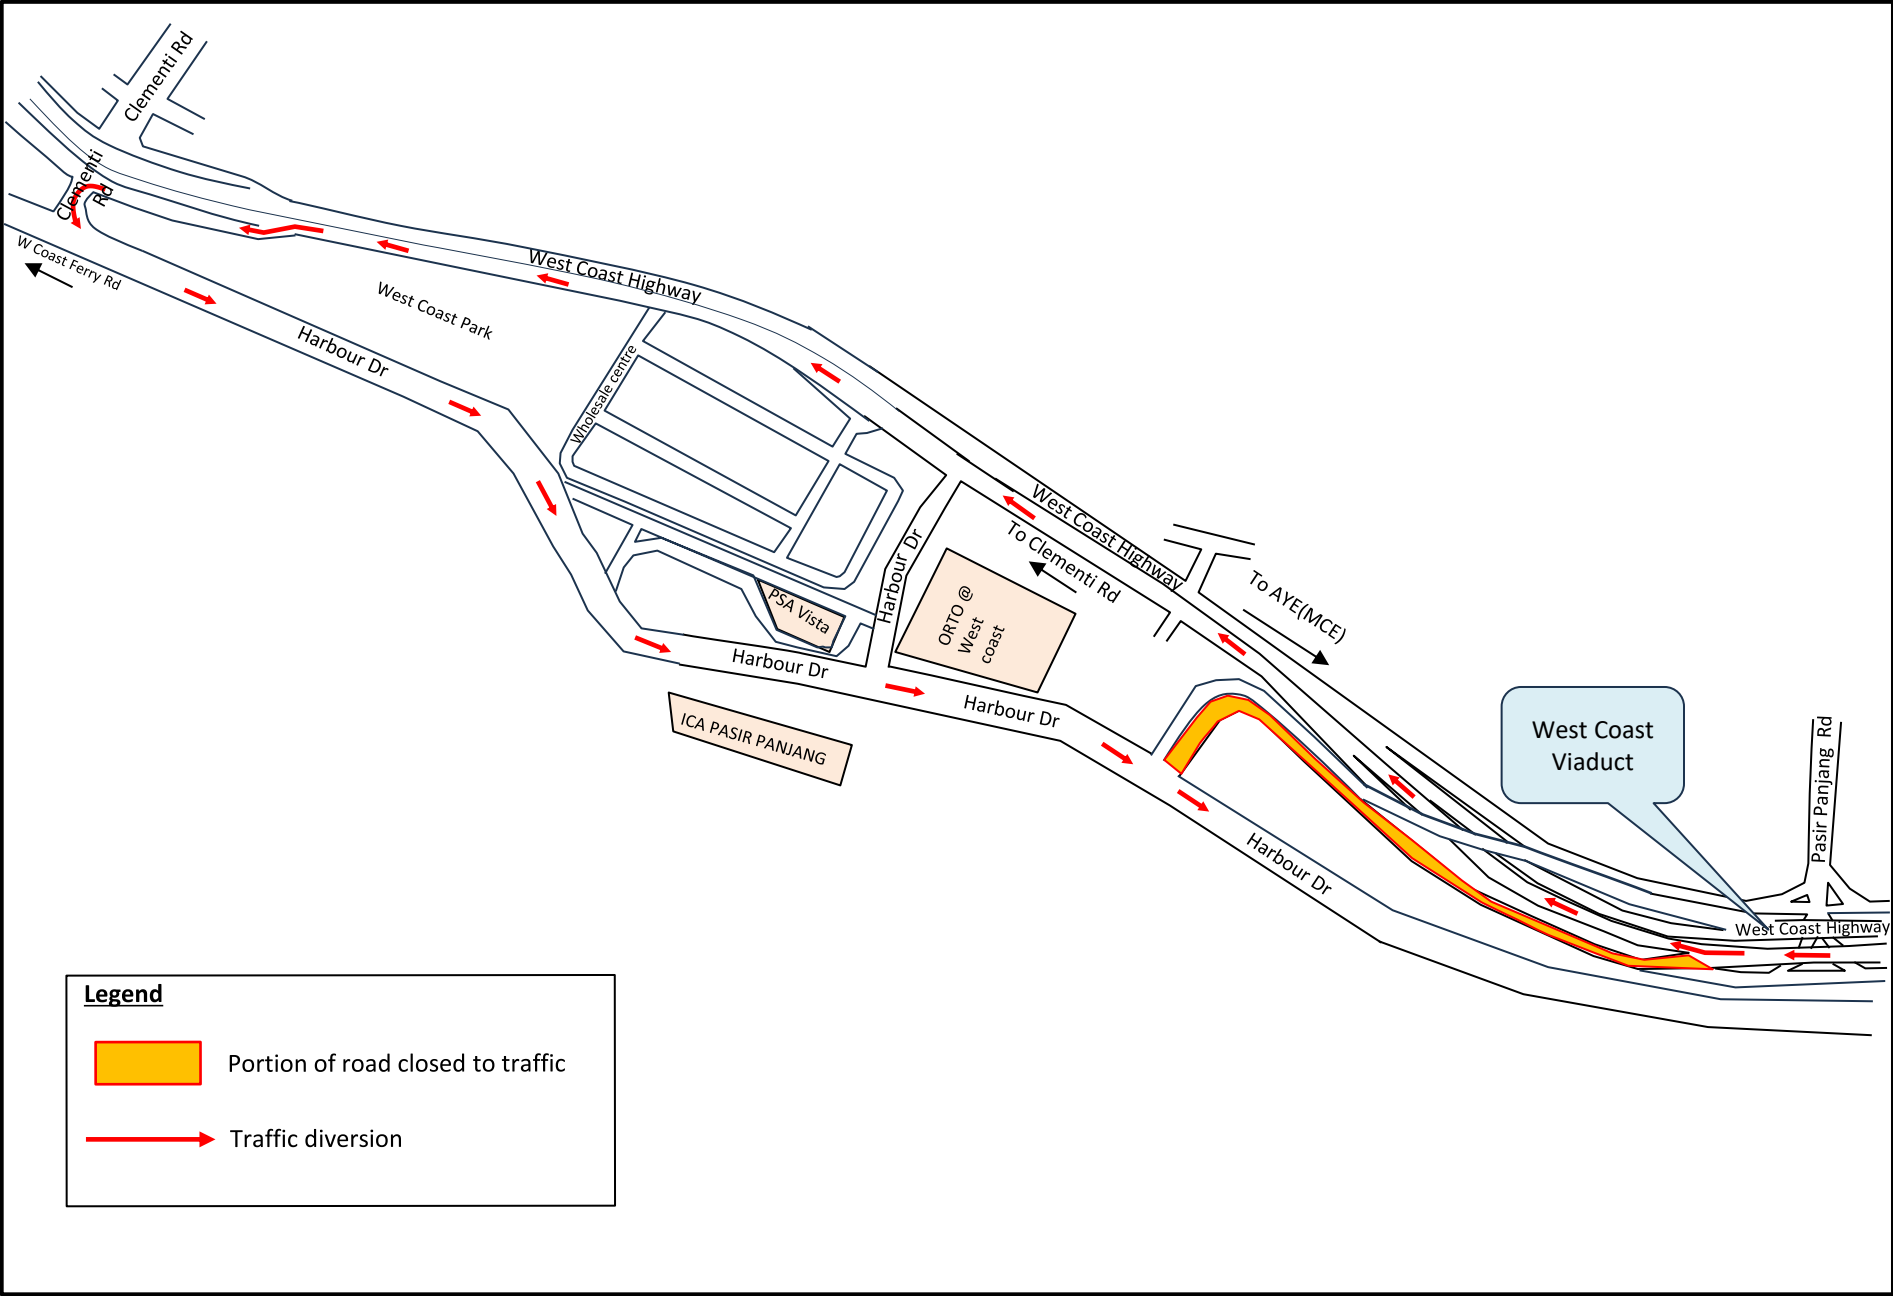 Clementi Rd
Clementi
Rd
W Coast Ferry Rd
West Coast Park
Harbour Dr
West Coast Highway
Wholesale centre
West Coast Highway
To Clementi Rd
To AYE(MCE)
Harbour Dr
ORTO @
West
coast
PSA Vista
Harbour Dr
Harbour Dr
ICA PASIR PANJANG
West Coast
Viaduct
Pasir Panjang Rd
Harbour Dr
West Coast Highway
Legend
Portion of road closed to traffic
Traffic diversion